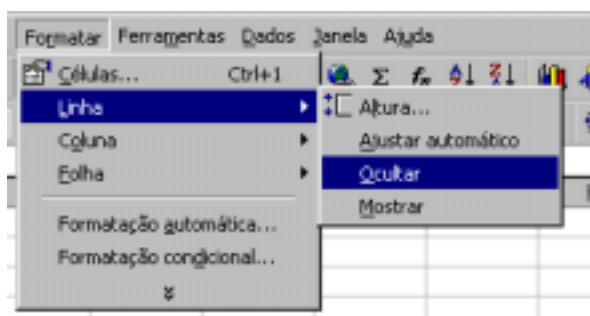 Formatar Ferramentas Dados Janela Ajuda
Células... Ctrl+1
Linha
Coluna
Folha
Formatação automática...
Formatação condicional...
Altura...
Ajustar automático
Ocultar
Mostrar